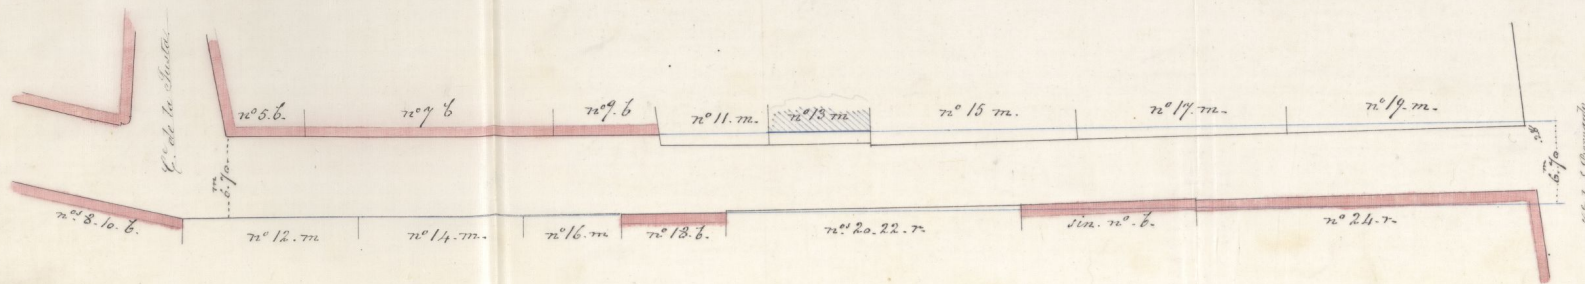 C.e de la Justa.
nº 5. b.
nº 7 b
nº 9. b
nº 11. m.
nº 13 m
nº 15 m.
nº 17. m.
nº 19. m.
m
6.70
m
6.70
nos 8. 10. b.
nº 12. m
nº 14. m.
nº 16. m
nº 18. b.
nos 20. 22. r.
sin. nº. b.
nº 24. r.